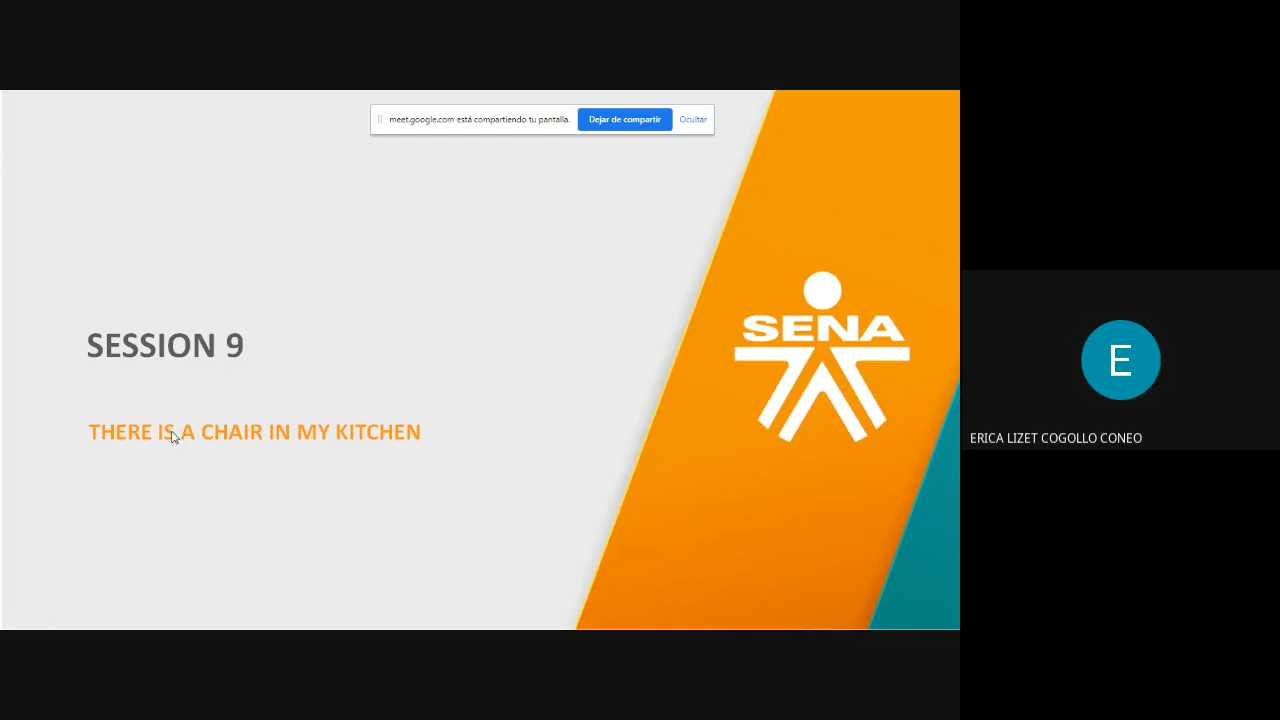 meet.google.com está compartiendo tu pantalla.
Dejar de compartir
Ocultar
SENA
SESSION 9
THERE IS A CHAIR IN MY KITCHEN
E
ERICA LIZET COGOLLO CONEO